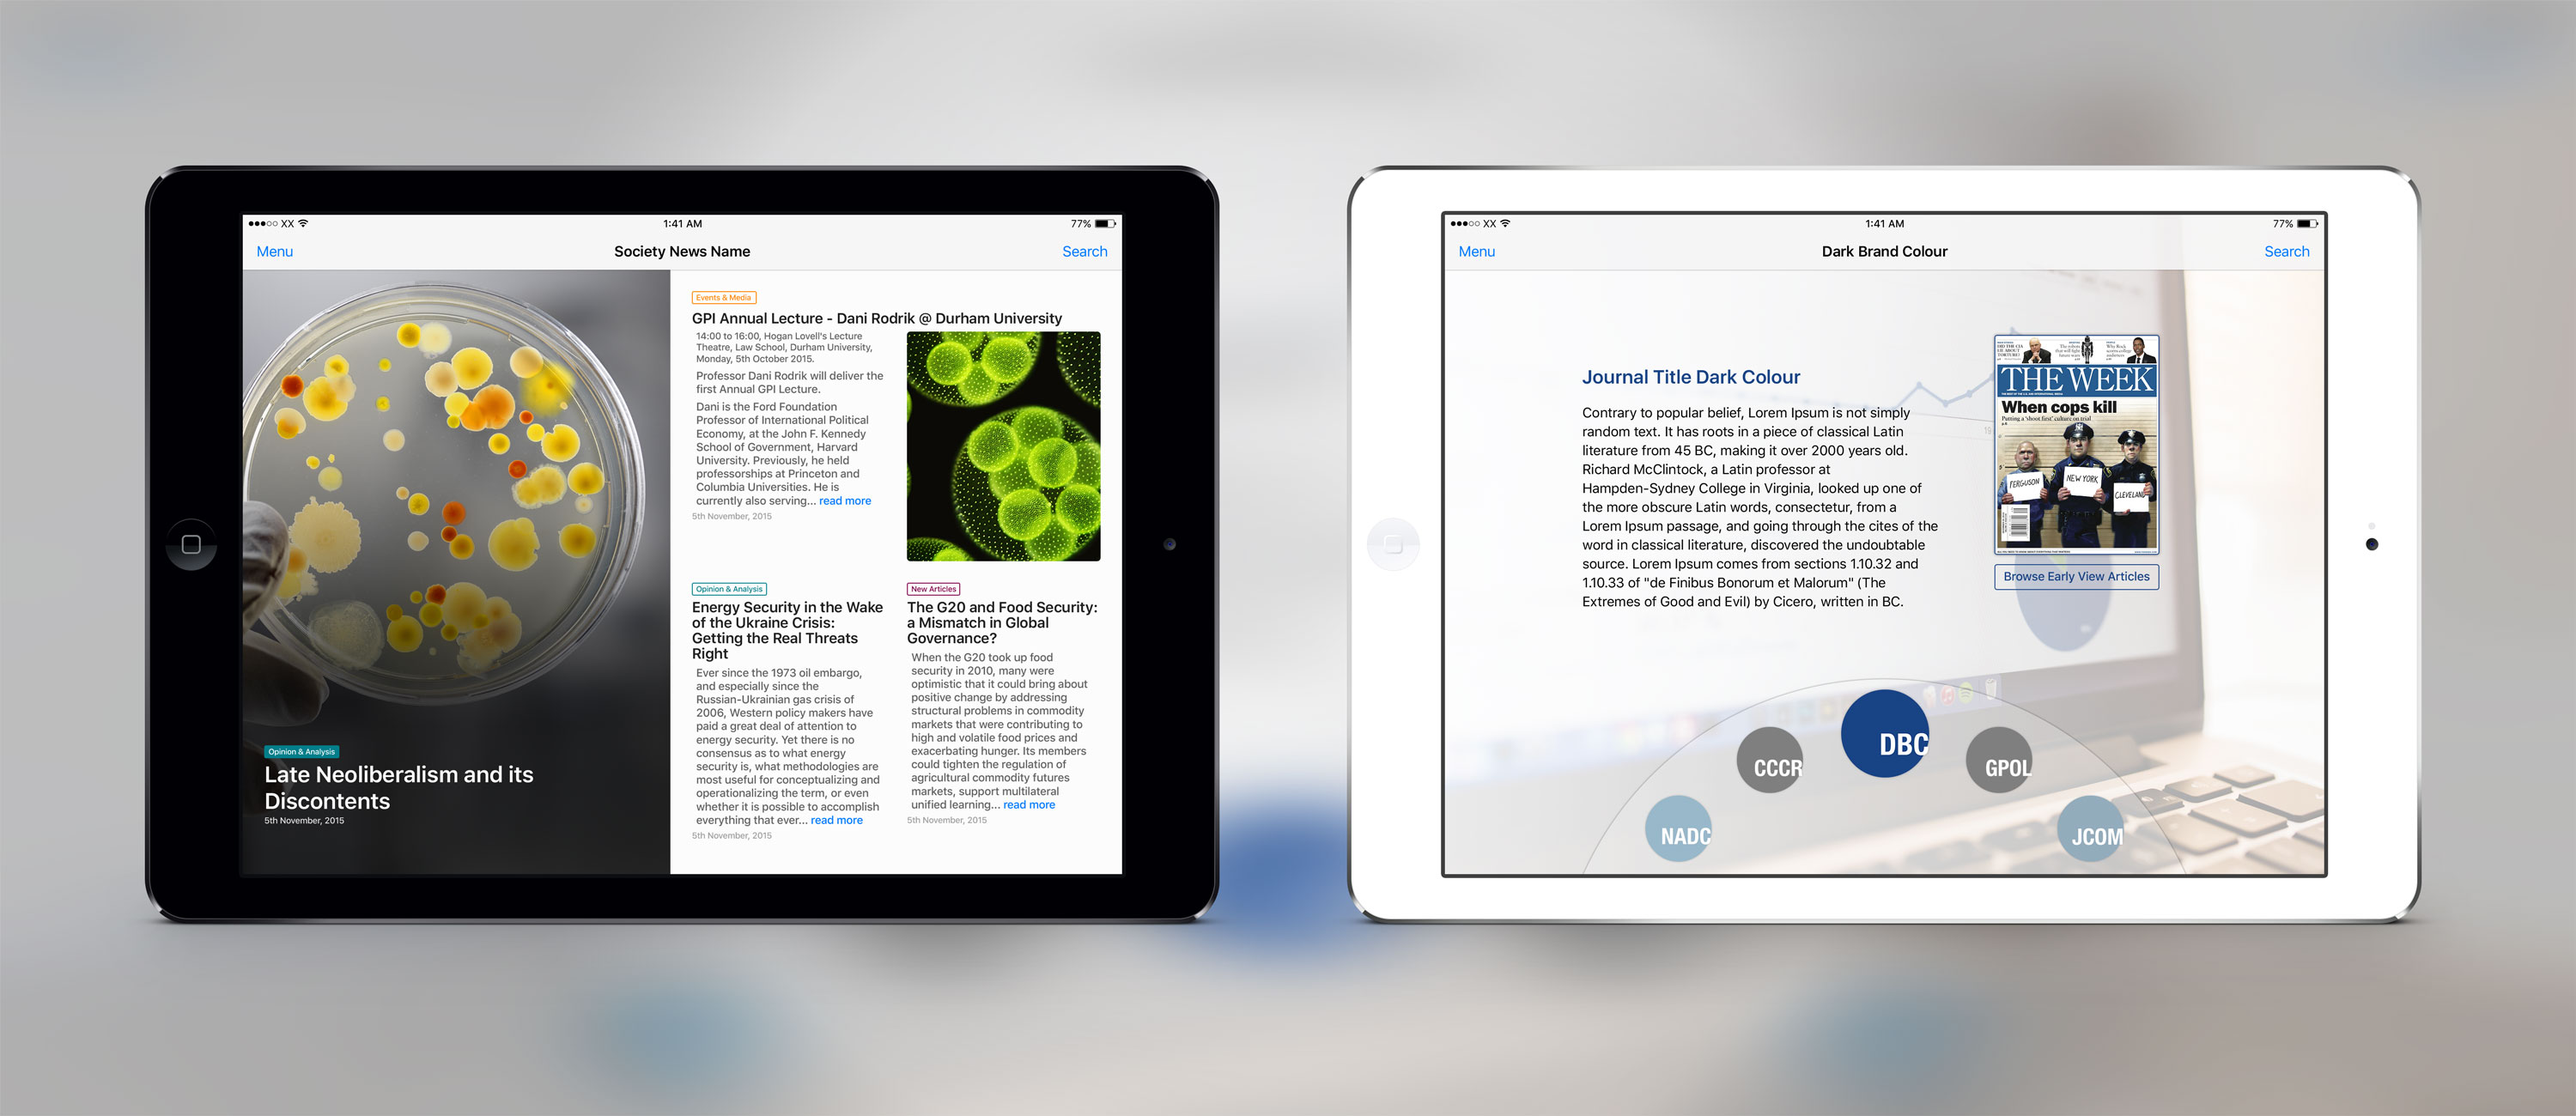 XX
1:41 AM
77%
Menu
Society News Name
Search
Opinion & Analysis
Late Neoliberalism and its
Discontents
5th November, 2015
Events & Media
GPI Annual Lecture - Dani Rodrik @ Durham University
14:00 to 16:00, Hogan Lovell's Lecture
Theatre, Law School, Durham University,
Monday, 5th October 2015.
Professor Dani Rodrik will deliver the
first Annual GPI Lecture.
Dani is the Ford Foundation
Professor of International Political
Economy, at the John F. Kennedy
School of Government, Harvard
University. Previously, he held
professorships at Princeton and
Columbia Universities. He is
currently also serving... read more
5th November, 2015
Opinion & Analysis
Energy Security in the Wake
of the Ukraine Crisis:
Getting the Real Threats
Right
Ever since the 1973 oil embargo,
and especially since the
Russian-Ukrainian gas crisis of
2006, Western policy makers have
paid a great deal of attention to
energy security. Yet there is no
consensus as to what energy
security is, what methodologies are
most useful for conceptualizing and
operationalizing the term, or even
whether it is possible to accomplish
everything that ever... read more
5th November, 2015
New Articles
The G20 and Food Security:
a Mismatch in Global
Governance?
When the G20 took up food
security in 2010, many were
optimistic that it could bring about
positive change by addressing
structural problems in commodity
markets that were contributing to
high and volatile food prices and
exacerbating hunger. Its members
could tighten the regulation of
agricultural commodity futures
markets, support multilateral
unified learning... read more
5th November, 2015
XX
1:41 AM
77%
Menu
Dark Brand Colour
Search
Journal Title Dark Colour
Contrary to popular belief, Lorem Ipsum is not simply
random text. It has roots in a piece of classical Latin
literature from 45 BC, making it over 2000 years old.
Richard McClintock, a Latin professor at
Hampden-Sydney College in Virginia, looked up one of
the more obscure Latin words, consectetur, from a
Lorem Ipsum passage, and going through the cites of the
word in classical literature, discovered the undoubtable
source. Lorem Ipsum comes from sections 1.10.32 and
1.10.33 of "de Finibus Bonorum et Malorum" (The
Extremes of Good and Evil) by Cicero, written in BC.
THE WEEK
When cops kill
Putting a 'shoot first' culture on trial
FERGUSON
NEW YORK
CLEVELAND
Browse Early View Articles
NADC
CCCR
DBC
GPOL
JCOM